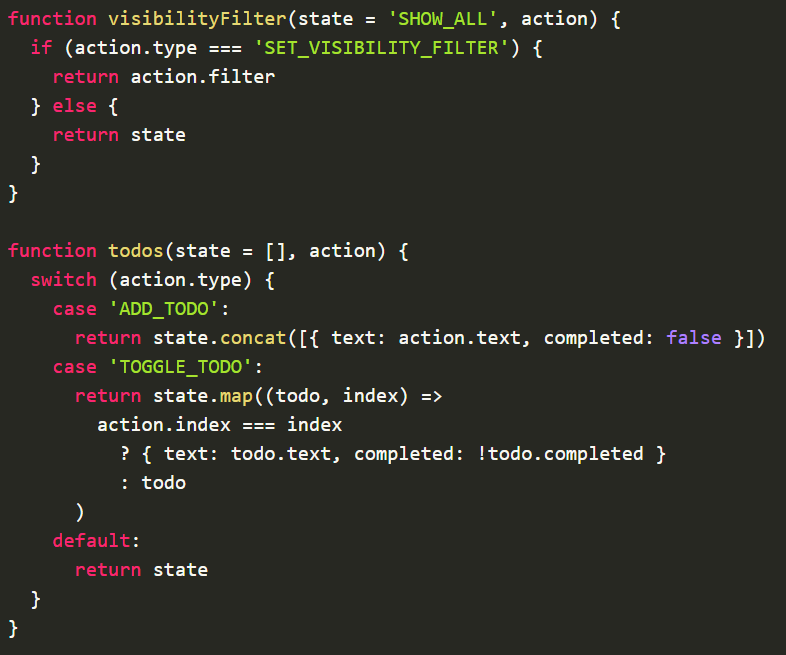 function visibilityFilter(state = 'SHOW_ALL', action) {
  if (action.type === 'SET_VISIBILITY_FILTER') {
    return action.filter
  } else {
    return state
  }
}

function todos(state = [], action) {
  switch (action.type) {
    case 'ADD_TODO':
      return state.concat([{ text: action.text, completed: false }])
    case 'TOGGLE_TODO':
      return state.map((todo, index) =>
        action.index === index
          ? { text: todo.text, completed: !todo.completed }
          : todo
      )
    default:
      return state
  }
}